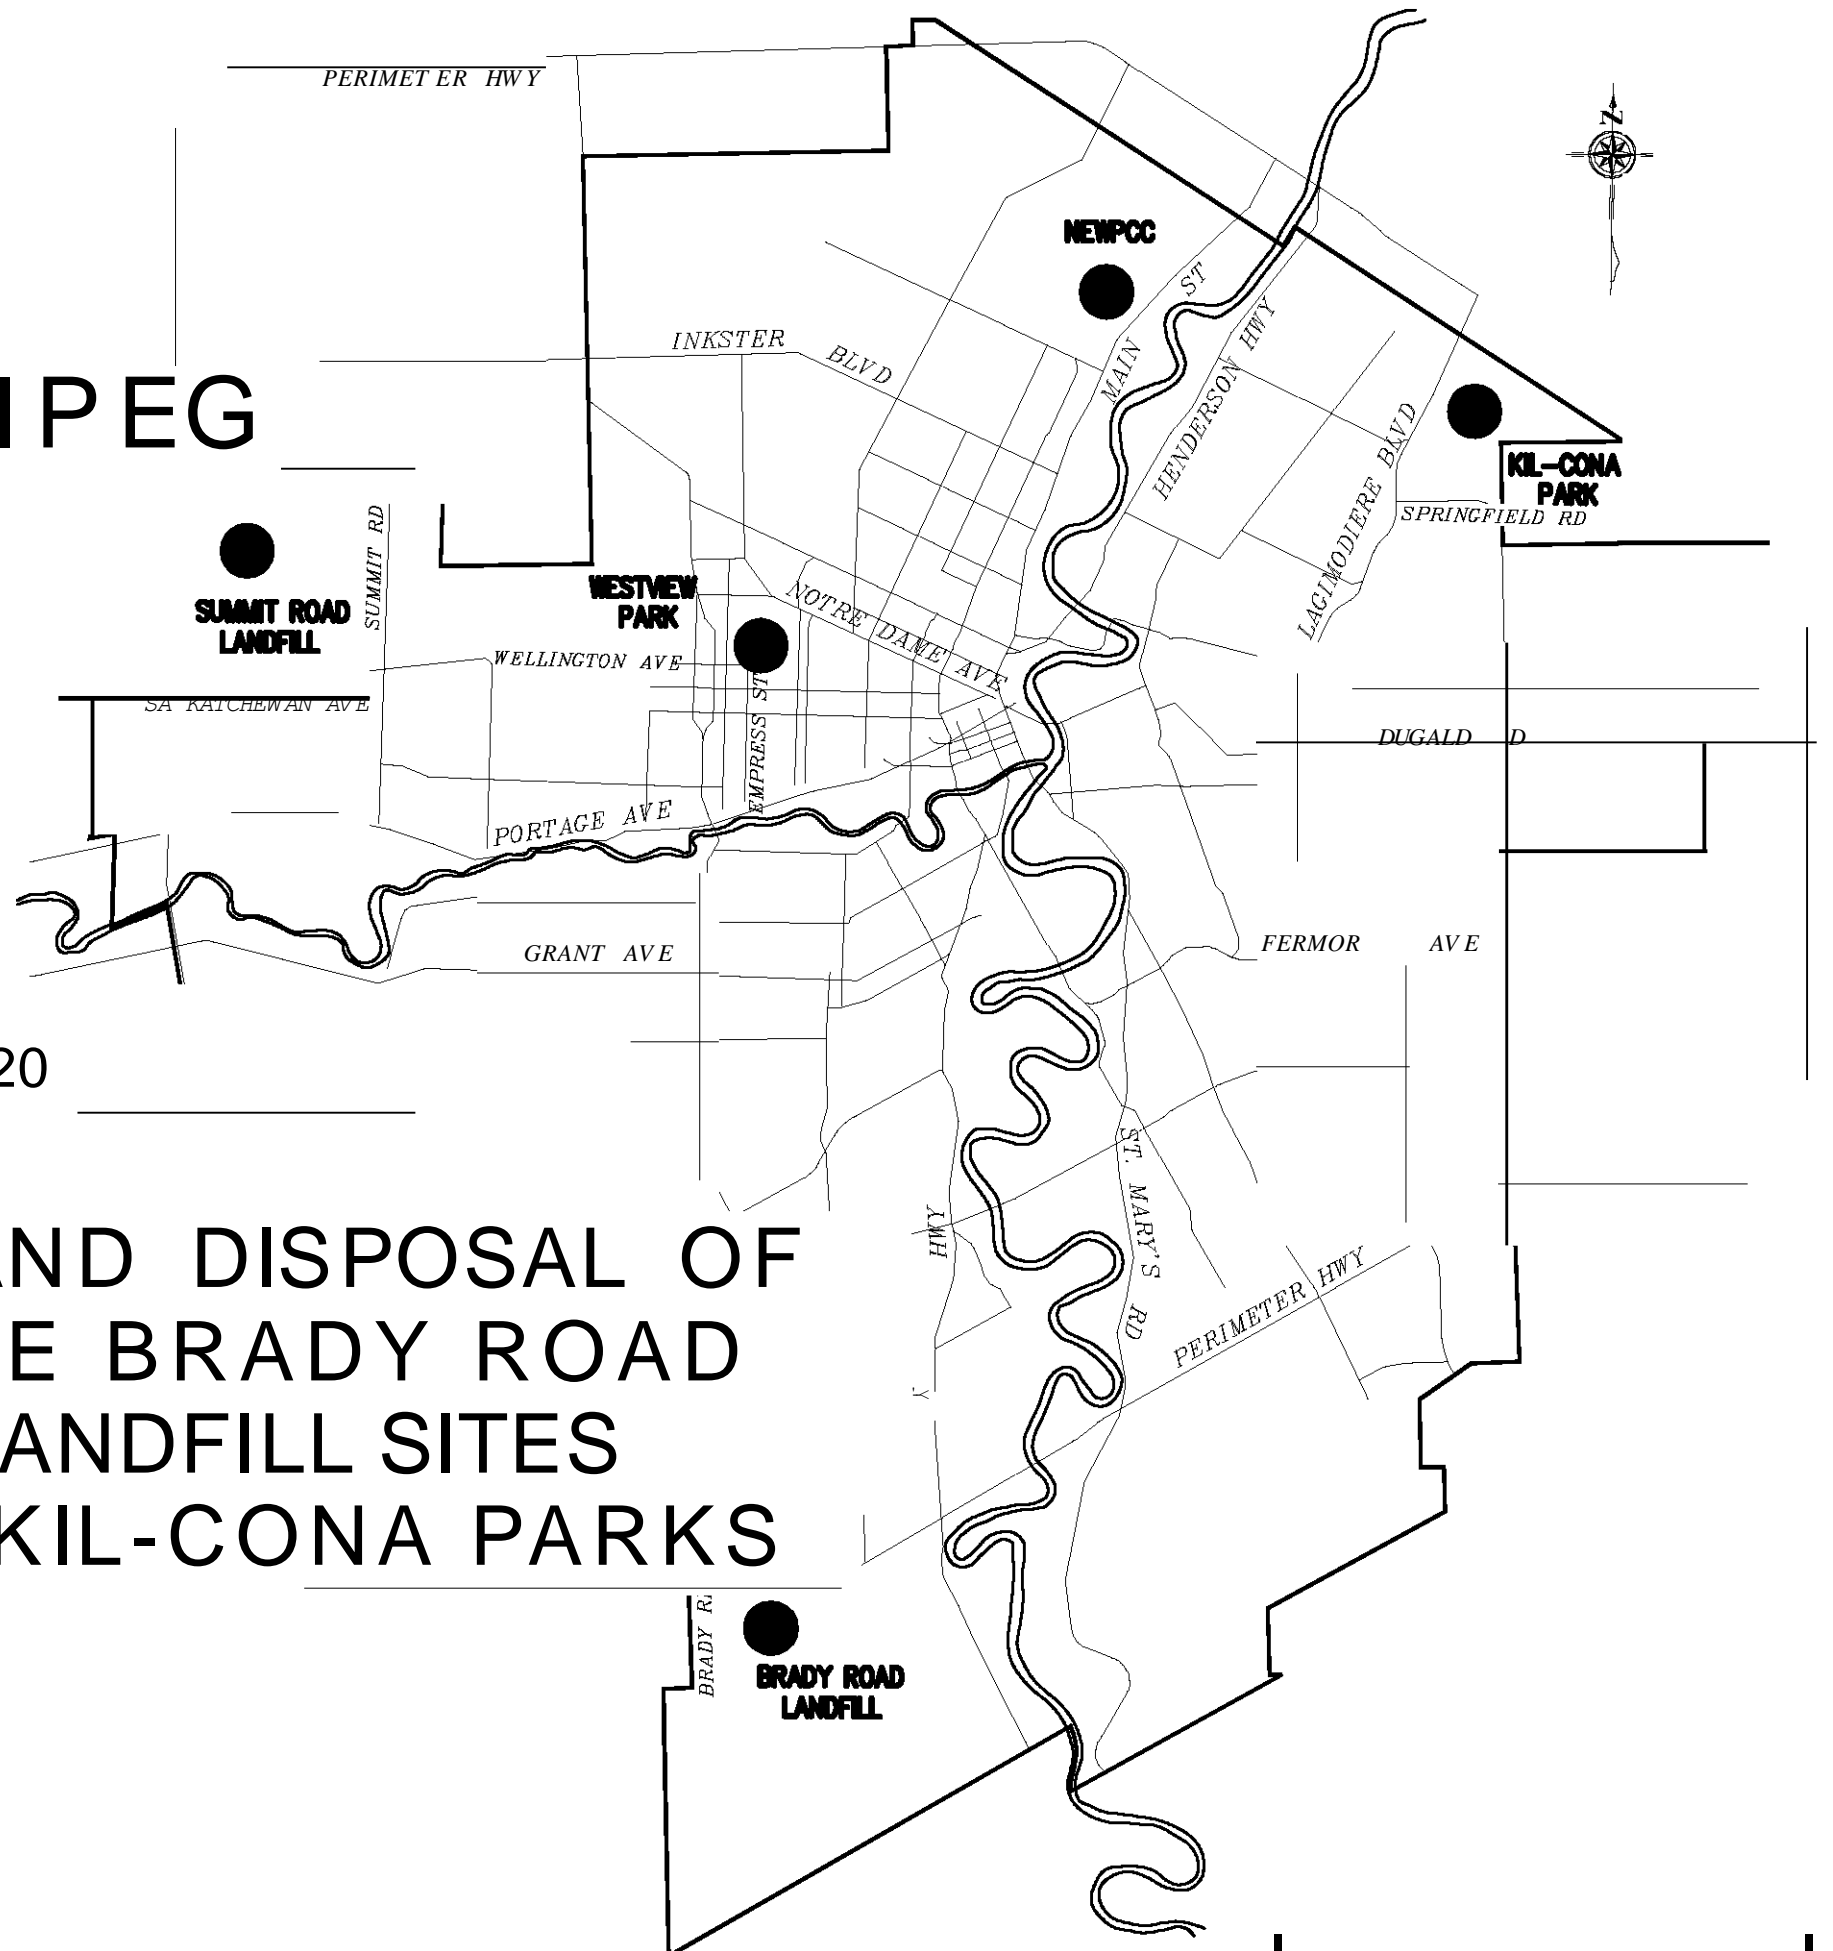 PERIMETER HWY
N
NEWPCC
MAIN ST
HENDERSON HWY
INKSTER BLVD
IPEG
LAGIMODIERE BLVD
KIL-CONA
PARK
SPRINGFIELD RD
SUMMIT RD
SUMMIT ROAD
LANDFILL
WESTVIEW
PARK
NOTRE DAME AVE
WELLINGTON AVE
EMPRESS ST
SA KATCHEWAN AVE
DUGALD D
PORTAGE AVE
GRANT AVE
FERMOR AVE
20
ST. MARY'S RD
HWY
Y
PERIMETER HWY
AND DISPOSAL OF
E BRADY ROAD
ANDFILL SITES
KIL-CONA PARKS
BRADY R
BRADY ROAD
LANDFILL